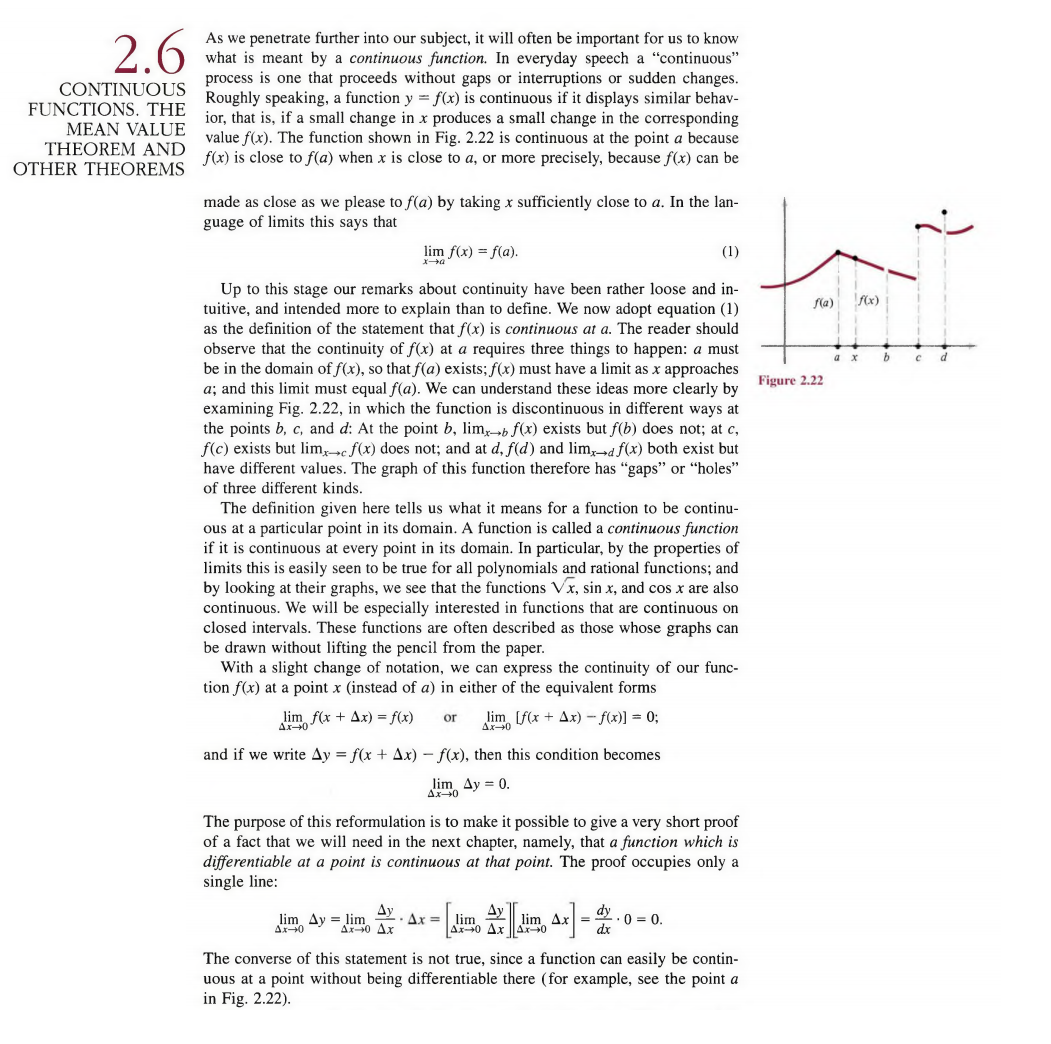 2.6
CONTINUOUS
FUNCTIONS. THE
MEAN VALUE
THEOREM AND
OTHER THEOREMS
As we penetrate further into our subject, it will often be important for us to know
what is meant by a continuous function. In everyday speech a “continuous”
process is one that proceeds without gaps or interruptions or sudden changes.
Roughly speaking, a function y = f(x) is continuous if it displays similar behav-
ior, that is, if a small change in x produces a small change in the corresponding
value f(x). The function shown in Fig. 2.22 is continuous at the point a because
f(x) is close to f(a) when x is close to a, or more precisely, because f(x) can be
made as close as we please to f(a) by taking x sufficiently close to a. In the lan-
guage of limits this says that
lim x→a f(x) = f(a). (1)
Up to this stage our remarks about continuity have been rather loose and in-
tuitive, and intended more to explain than to define. We now adopt equation (1)
as the definition of the statement that f(x) is continuous at a. The reader should
observe that the continuity of f(x) at a requires three things to happen: a must
be in the domain of f(x), so that f(a) exists; f(x) must have a limit as x approaches
a; and this limit must equal f(a). We can understand these ideas more clearly by
examining Fig. 2.22, in which the function is discontinuous in different ways at
the points b, c, and d: At the point b, limx→b f(x) exists but f(b) does not; at c,
f(c) exists but limx→c f(x) does not; and at d, f(d) and limx→d f(x) both exist but
have different values. The graph of this function therefore has “gaps” or “holes”
of three different kinds.
The definition given here tells us what it means for a function to be continu-
ous at a particular point in its domain. A function is called a continuous function
if it is continuous at every point in its domain. In particular, by the properties of
limits this is easily seen to be true for all polynomials and rational functions; and
by looking at their graphs, we see that the functions √x, sin x, and cos x are also
continuous. We will be especially interested in functions that are continuous on
closed intervals. These functions are often described as those whose graphs can
be drawn without lifting the pencil from the paper.
With a slight change of notation, we can express the continuity of our func-
tion f(x) at a point x (instead of a) in either of the equivalent forms
lim Δx→0 f(x + Δx) = f(x) or lim Δx→0 [f(x + Δx) − f(x)] = 0;
and if we write Δy = f(x + Δx) − f(x), then this condition becomes
lim Δx→0 Δy = 0.
The purpose of this reformulation is to make it possible to give a very short proof
of a fact that we will need in the next chapter, namely, that a function which is
differentiable at a point is continuous at that point. The proof occupies only a
single line:
lim Δx→0 Δy = lim Δx→0 Δy/Δx · Δx = [lim Δx→0 Δy/Δx][lim Δx→0 Δx] = dy/dx · 0 = 0.
The converse of this statement is not true, since a function can easily be contin-
uous at a point without being differentiable there (for example, see the point a
in Fig. 2.22).
f(a) f(x)
a x b c d
Figure 2.22